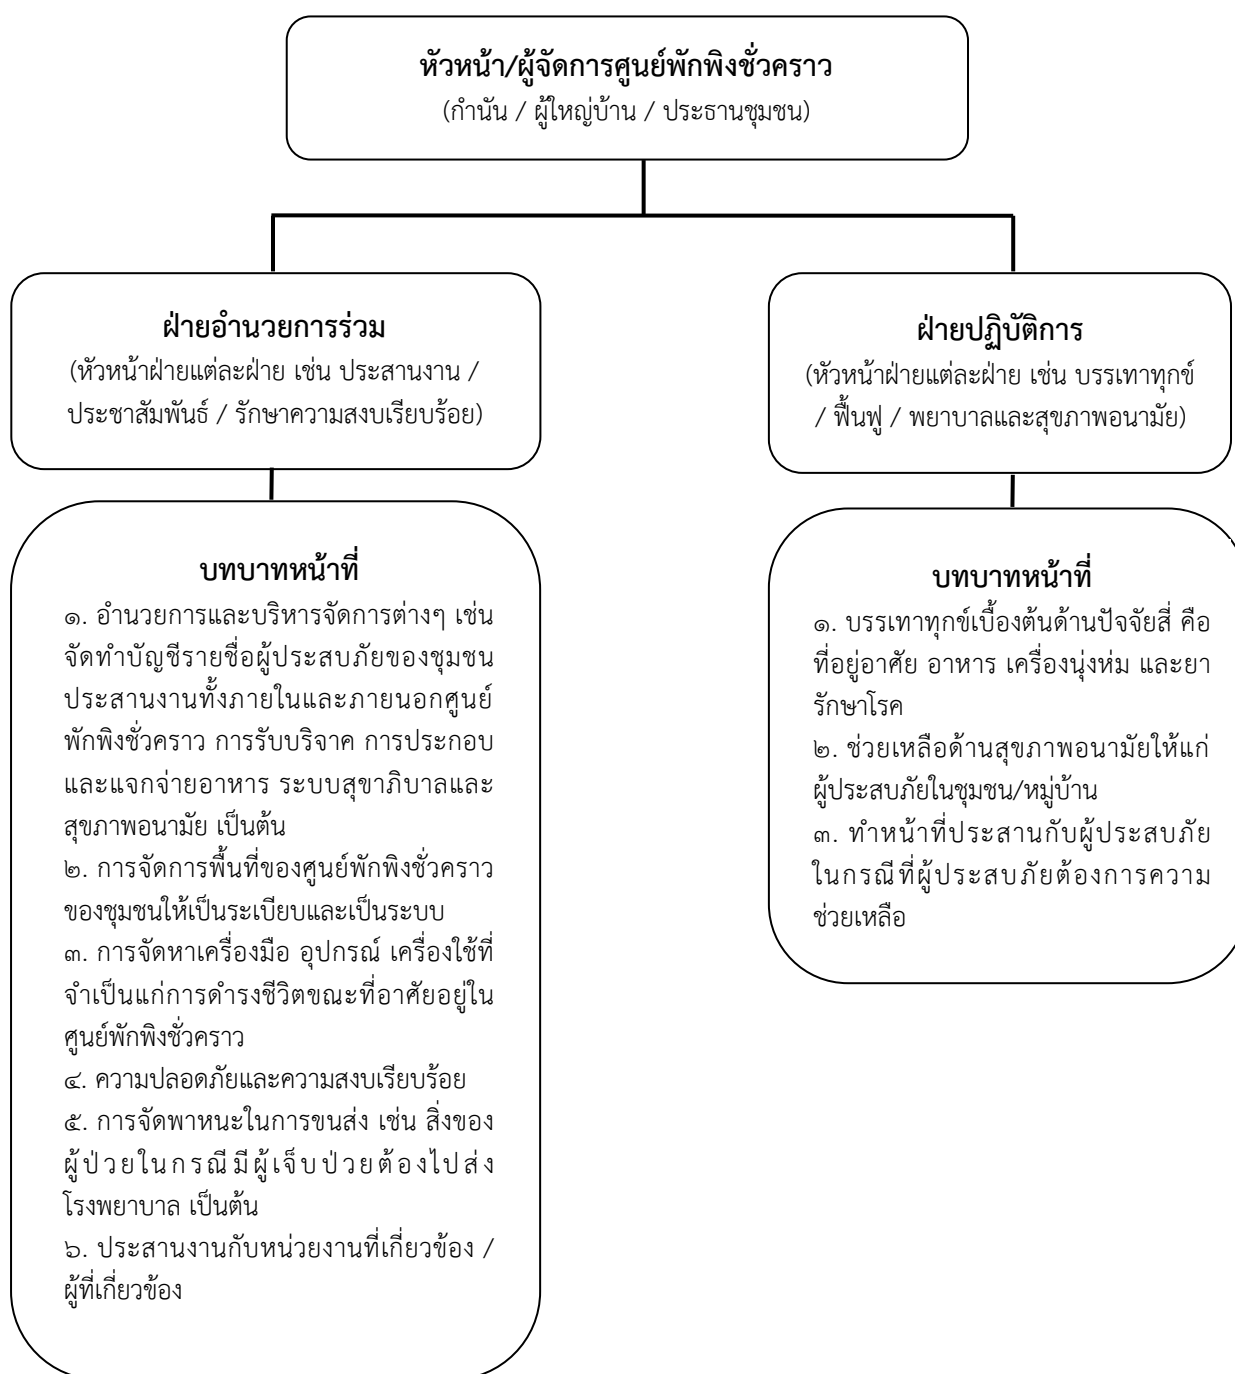 หัวหน้า/ผู้จัดการศูนย์พักพิงชั่วคราว
(กำนัน / ผู้ใหญ่บ้าน / ประธานชุมชน)
ฝ่ายอำนวยการร่วม
(หัวหน้าฝ่ายแต่ละฝ่าย เช่น ประสานงาน /
ประชาสัมพันธ์ / รักษาความสงบเรียบร้อย)
บทบาทหน้าที่
๑. อำนวยการและบริหารจัดการต่างๆ เช่น
จัดทำบัญชีรายชื่อผู้ประสบภัยของชุมชน
ประสานงานทั้งภายในและภายนอกศูนย์
พักพิงชั่วคราว การรับบริจาค การประกอบ
และแจกจ่ายอาหาร ระบบสุขาภิบาลและ
สุขภาพอนามัย เป็นต้น
๒. การจัดการพื้นที่ของศูนย์พักพิงชั่วคราว
ของชุมชนให้เป็นระเบียบและเป็นระบบ
๓. การจัดหาเครื่องมือ อุปกรณ์ เครื่องใช้ที่
จำเป็นแก่การดำรงชีวิตขณะที่อาศัยอยู่ใน
ศูนย์พักพิงชั่วคราว
๔. ความปลอดภัยและความสงบเรียบร้อย
๕. การจัดพาหนะในการขนส่ง เช่น สิ่งของ
ผู้ป่วยในกรณีมีผู้เจ็บป่วยต้องไปส่ง
โรงพยาบาล เป็นต้น
๖. ประสานงานกับหน่วยงานที่เกี่ยวข้อง /
ผู้ที่เกี่ยวข้อง
ฝ่ายปฏิบัติการ
(หัวหน้าฝ่ายแต่ละฝ่าย เช่น บรรเทาทุกข์
/ ฟื้นฟู / พยาบาลและสุขภาพอนามัย)
บทบาทหน้าที่
๑. บรรเทาทุกข์เบื้องต้นด้านปัจจัยสี่ คือ
ที่อยู่อาศัย อาหาร เครื่องนุ่งห่ม และยา
รักษาโรค
๒. ช่วยเหลือด้านสุขภาพอนามัยให้แก่
ผู้ประสบภัยในชุมชน/หมู่บ้าน
๓. ทำหน้าที่ประสานกับผู้ประสบภัย
ในกรณีที่ผู้ประสบภัยต้องการความ
ช่วยเหลือ